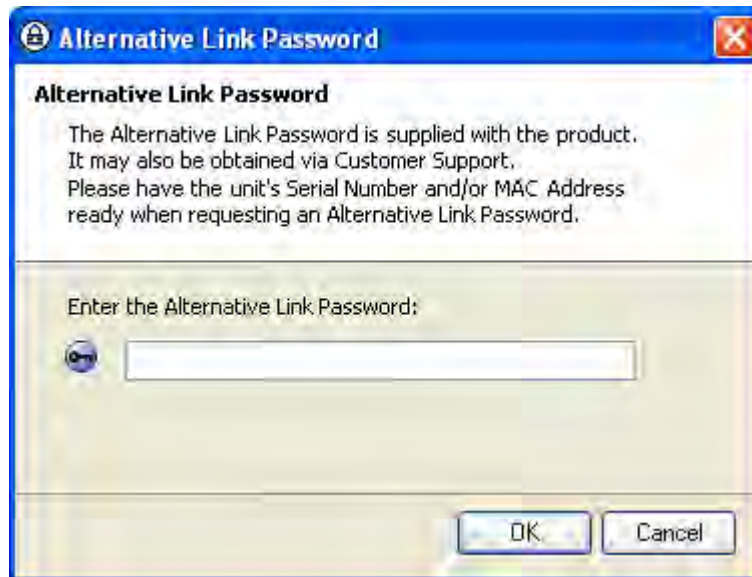 Alternative Link Password
Alternative Link Password
The Alternative Link Password is supplied with the product.
It may also be obtained via Customer Support.
Please have the unit's Serial Number and/or MAC Address
ready when requesting an Alternative Link Password.
Enter the Alternative Link Password:
OK
Cancel